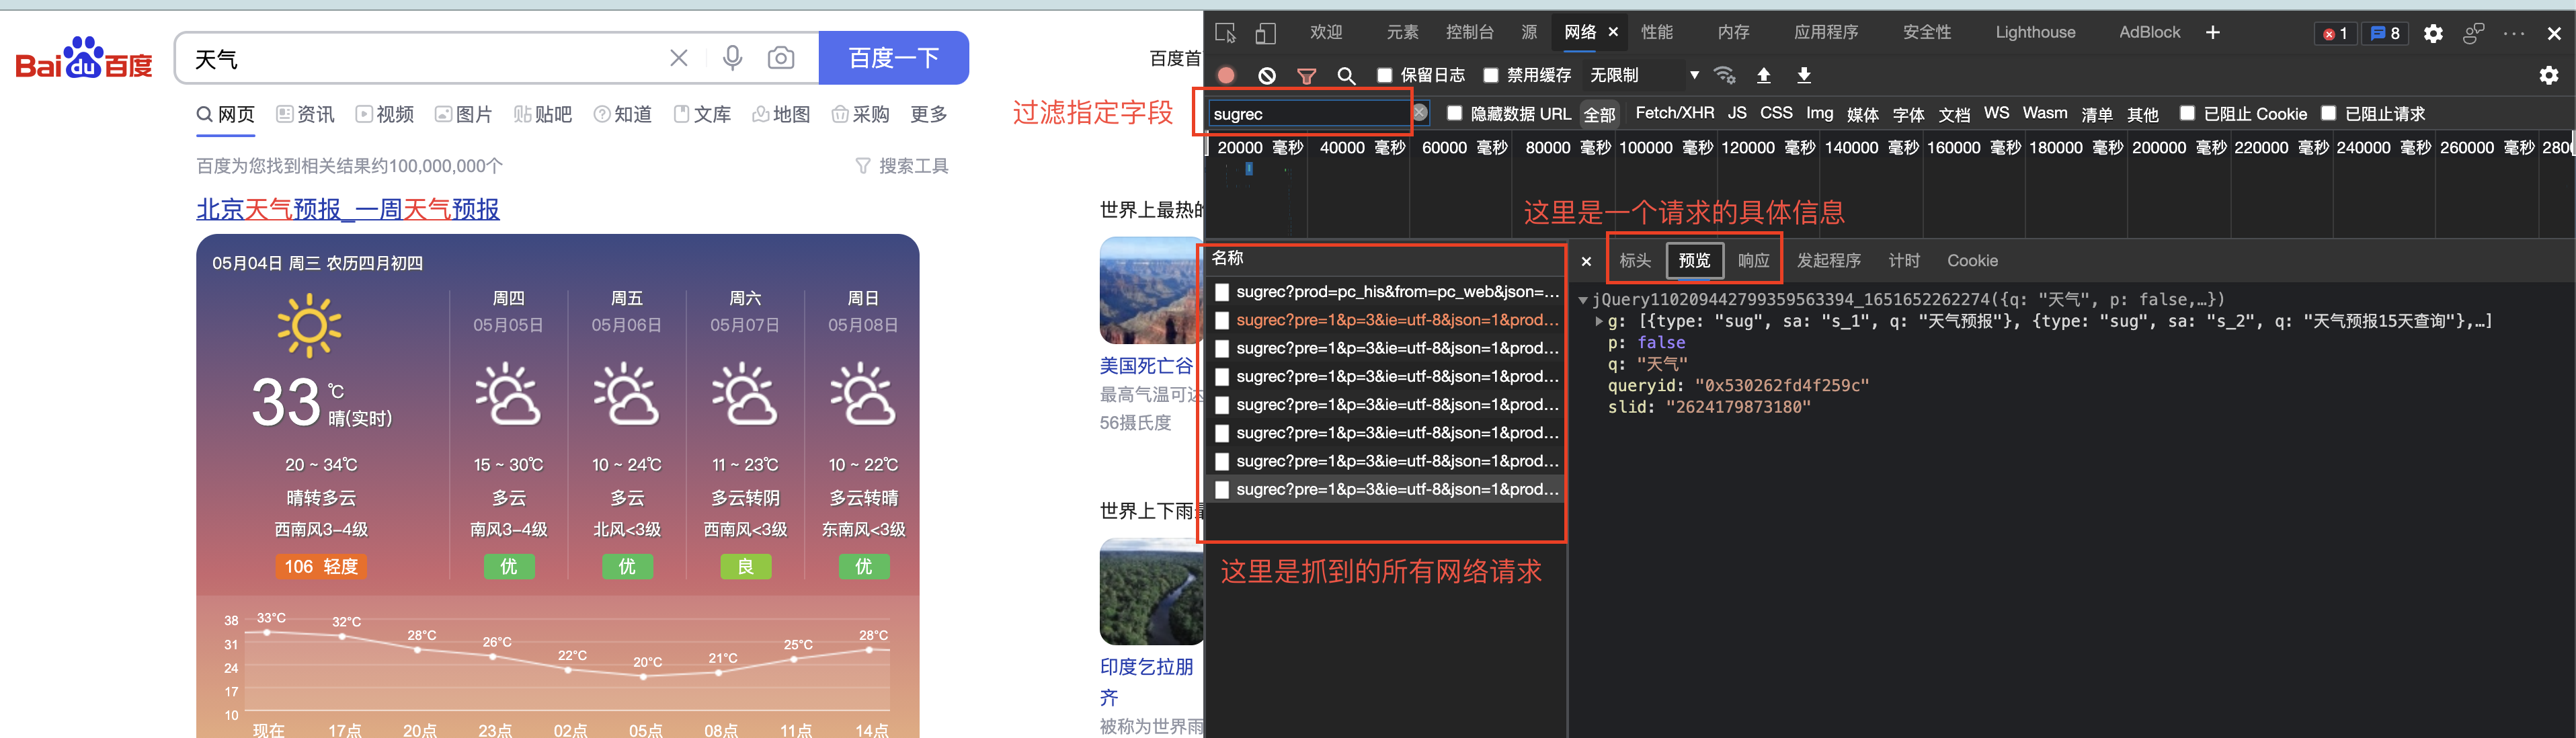 Bai du 百度
天气
百度一下
百度首
网页 资讯 视频 图片 贴吧 知道 文库 地图 采购 更多
百度为您找到相关结果约100,000,000个
搜索工具
北京天气预报_一周天气预报
05月04日 周三 农历四月初四
33 ℃
晴(实时)
20 ~ 34℃
晴转多云
西南风3-4级
106 轻度
周四
05月05日
15 ~ 30℃
多云
南风3-4级
优
周五
05月06日
10 ~ 24℃
多云
北风<3级
优
周六
05月07日
11 ~ 23℃
多云转阴
西南风<3级
良
周日
05月08日
10 ~ 22℃
多云转晴
东南风<3级
优
38
31
24
17
10
33°C 32°C 28°C 26°C 22°C 20°C 21°C 25°C 28°C
现在 17点 20点 23点 02点 05点 08点 11点 14点
世界上最热的
美国死亡谷
最高气温可达
56摄氏度
世界上下雨
印度乞拉朋
齐
被称为世界雨
过滤指定字段
欢迎 元素 控制台 源 网络 性能 内存 应用程序 安全性 Lighthouse AdBlock
1 8
保留日志 禁用缓存 无限制
sugrec
隐藏数据 URL 全部 Fetch/XHR JS CSS Img 媒体 字体 文档 WS Wasm 清单 其他 已阻止 Cookie 已阻止请求
20000 毫秒 40000 毫秒 60000 毫秒 80000 毫秒 100000 毫秒 120000 毫秒 140000 毫秒 160000 毫秒 180000 毫秒 200000 毫秒 220000 毫秒 240000 毫秒 260000 毫秒 280
这里是一个请求的具体信息
名称
sugrec?prod=pc_his&from=pc_web&json=...
sugrec?pre=1&p=3&ie=utf-8&json=1&prod...
sugrec?pre=1&p=3&ie=utf-8&json=1&prod...
sugrec?pre=1&p=3&ie=utf-8&json=1&prod...
sugrec?pre=1&p=3&ie=utf-8&json=1&prod...
sugrec?pre=1&p=3&ie=utf-8&json=1&prod...
sugrec?pre=1&p=3&ie=utf-8&json=1&prod...
sugrec?pre=1&p=3&ie=utf-8&json=1&prod...
这里是抓到的所有网络请求
标头 预览 响应 发起程序 计时 Cookie
jQuery110209442799359563394_1651652262274({q: "天气", p: false,…})
g: [{type: "sug", sa: "s_1", q: "天气预报"}, {type: "sug", sa: "s_2", q: "天气预报15天查询"},…]
p: false
q: "天气"
queryid: "0x530262fd4f259c"
slid: "2624179873180"